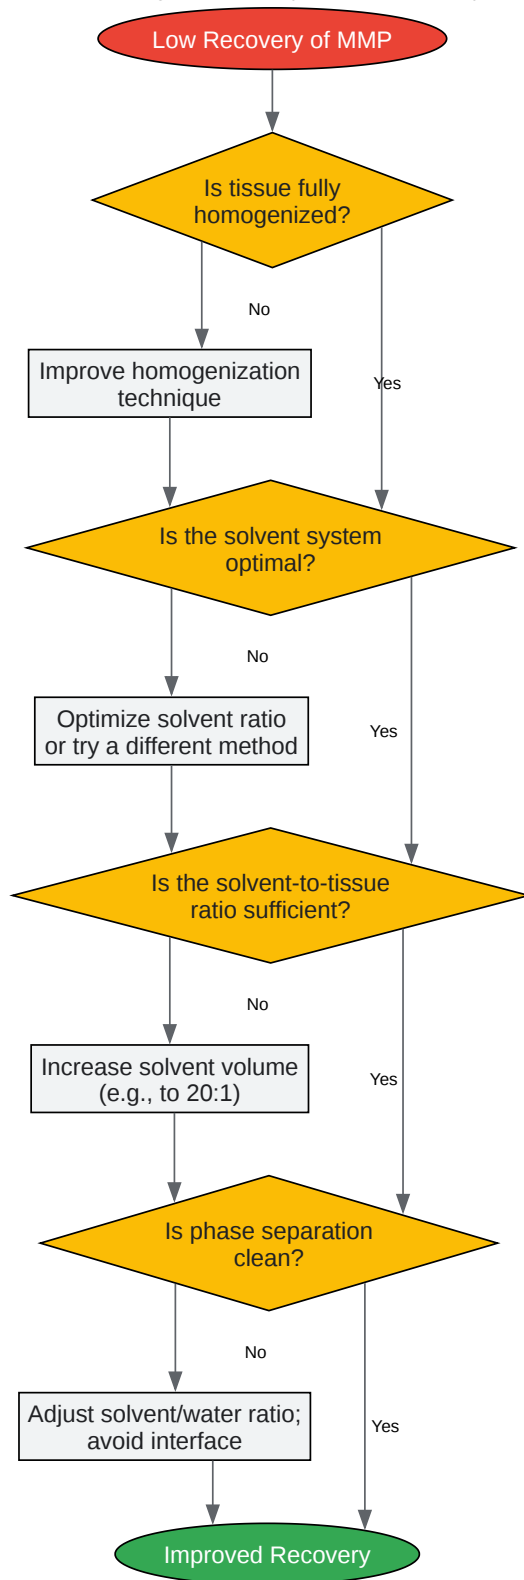 Low Recovery of MMP
Is tissue fully
homogenized?
No
Improve homogenization
technique
Yes
Is the solvent system
optimal?
No
Optimize solvent ratio
or try a different method
Yes
Is the solvent-to-tissue
ratio sufficient?
No
Increase solvent volume
(e.g., to 20:1)
Yes
Is phase separation
clean?
No
Adjust solvent/water ratio;
avoid interface
Yes
Improved Recovery